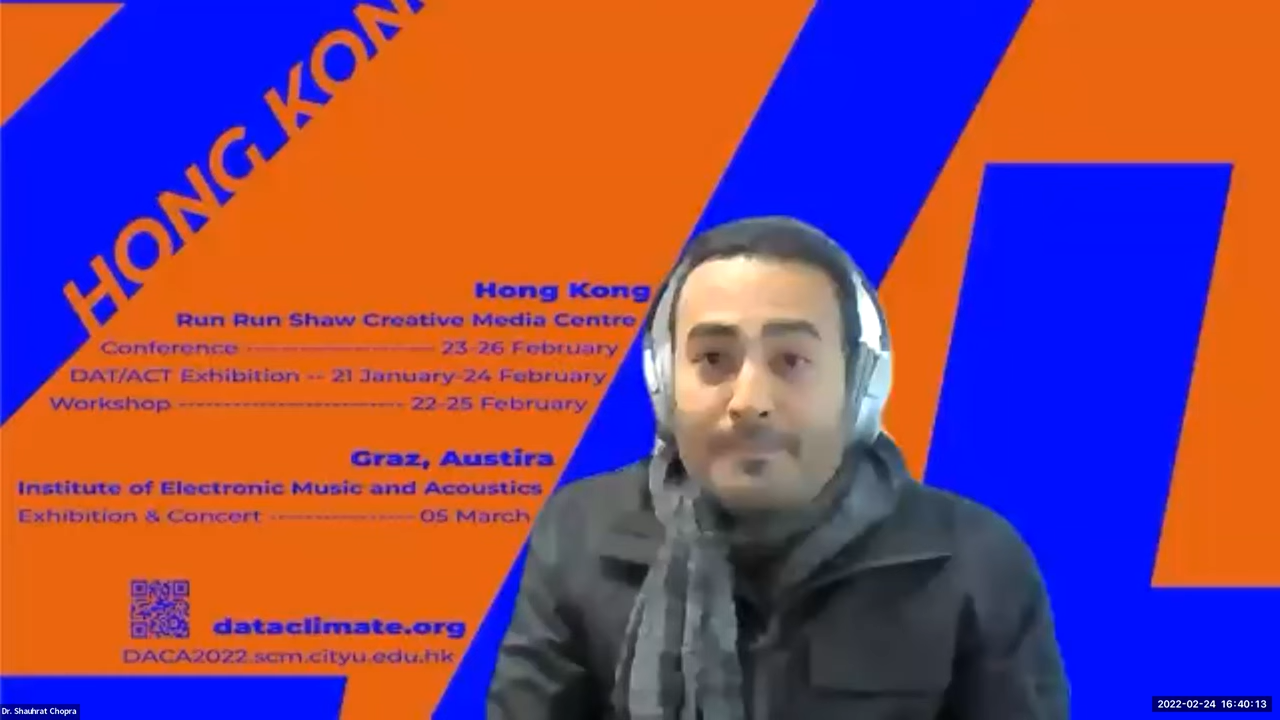 HONG KON
Hong Kong
Run Run Shaw Creative Media Centre
Conference ---------------------- 23-26 February
DAT/ACT Exhibition -- 21 January-24 February
Workshop -------------------------- 22-25 February
Graz, Austira
Institute of Electronic Music and Acoustics
Exhibition & Concert ----------------- 05 March
dataclimate.org
DACA2022.scm.cityu.edu.hk
Dr. Shauhrat Chopra
2022-02-24 16:40:13